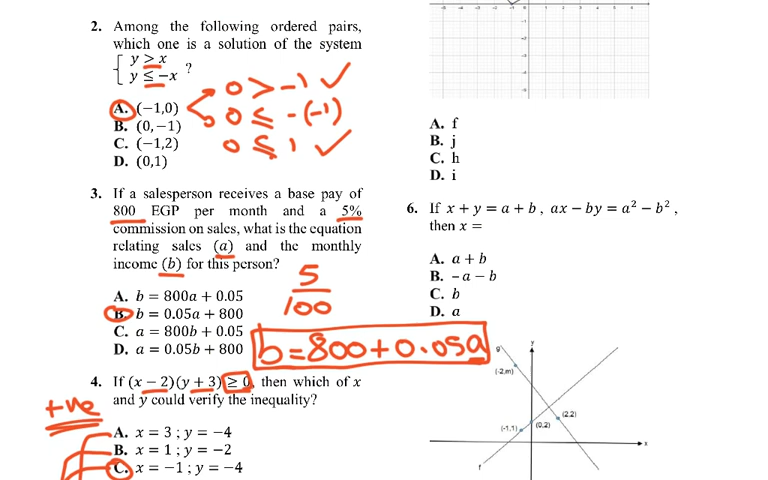 2. Among the following ordered pairs,
which one is a solution of the system
{ y > x
y ≤ −x ?
A. (−1,0)
B. (0,−1)
C. (−1,2)
D. (0,1)
0 > -1 ✓
0 ≤ -(-1)
0 ≤ 1 ✓
3. If a salesperson receives a base pay of
800 EGP per month and a 5%
commission on sales, what is the equation
relating sales (a) and the monthly
income (b) for this person?
A. b = 800a + 0.05
B. b = 0.05a + 800
C. a = 800b + 0.05
D. a = 0.05b + 800
5
100
b = 800 + 0.05a
4. If (x − 2)(y + 3) ≥ 0, then which of x
and y could verify the inequality?
+ve
A. x = 3 ; y = −4
B. x = 1 ; y = −2
C. x = −1 ; y = −4
A. f
B. j
C. h
D. i
6. If x + y = a + b , ax − by = a² − b² ,
then x =
A. a + b
B. −a − b
C. b
D. a
y
(-2,m)
(2,2)
(-1,1)
(0,2)
x
f